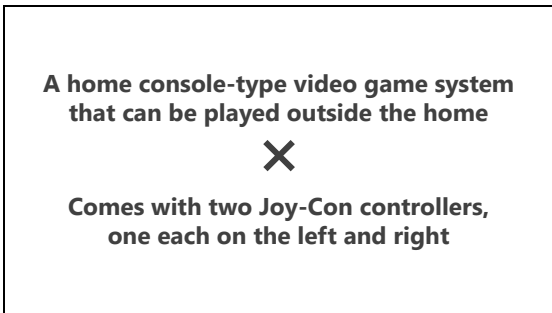 A home console-type video game system
that can be played outside the home
×
Comes with two Joy-Con controllers,
one each on the left and right